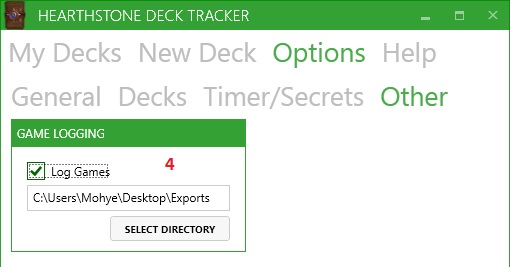 HEARTHSTONE DECK TRACKER
My Decks New Deck Options Help
General Decks Timer/Secrets Other
GAME LOGGING
Log Games 4
C:\Users\Mohye\Desktop\Exports
SELECT DIRECTORY